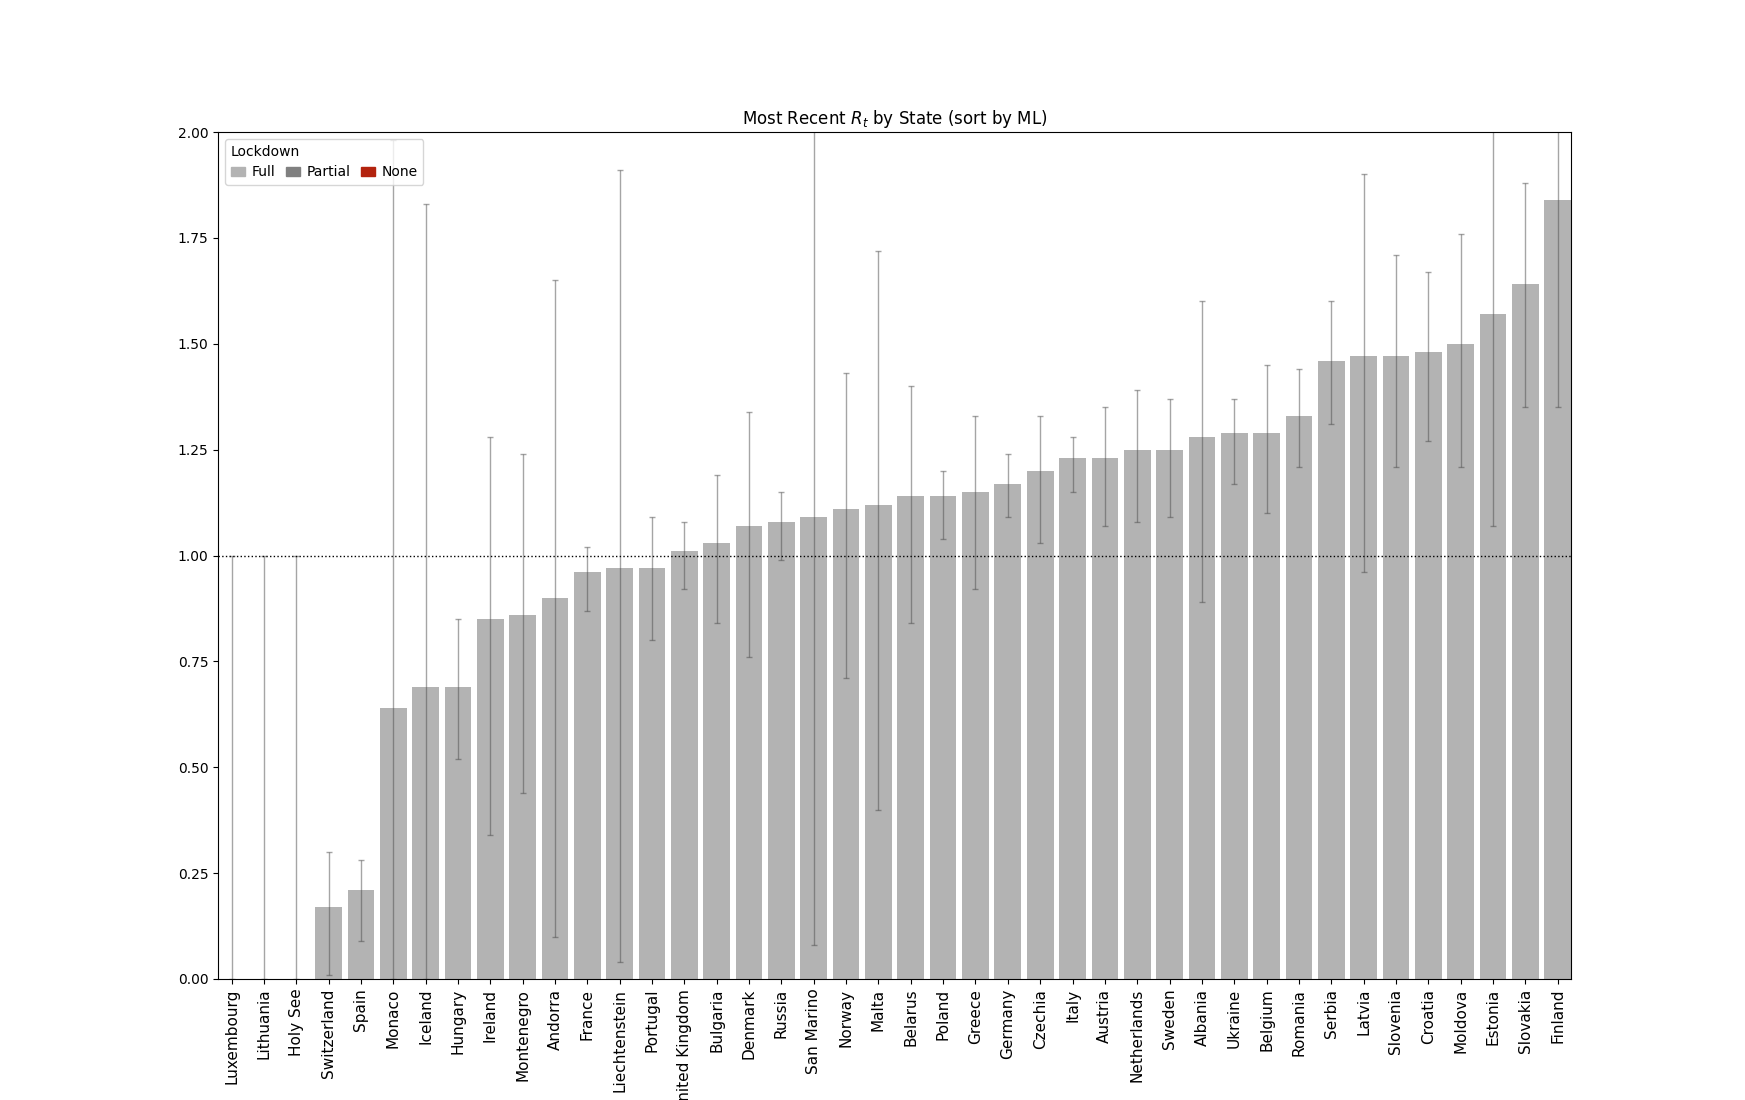 Most Recent Rt by State (sort by ML)
Lockdown
Full Partial None
2.00
1.75
1.50
1.25
1.00
0.75
0.50
0.25
0.00
Luxembourg
Lithuania
Holy See
Switzerland
Spain
Monaco
Iceland
Hungary
Ireland
Montenegro
Andorra
France
Liechtenstein
Portugal
nited Kingdom
Bulgaria
Denmark
Russia
San Marino
Norway
Malta
Belarus
Poland
Greece
Germany
Czechia
Italy
Austria
Netherlands
Sweden
Albania
Ukraine
Belgium
Romania
Serbia
Latvia
Slovenia
Croatia
Moldova
Estonia
Slovakia
Finland